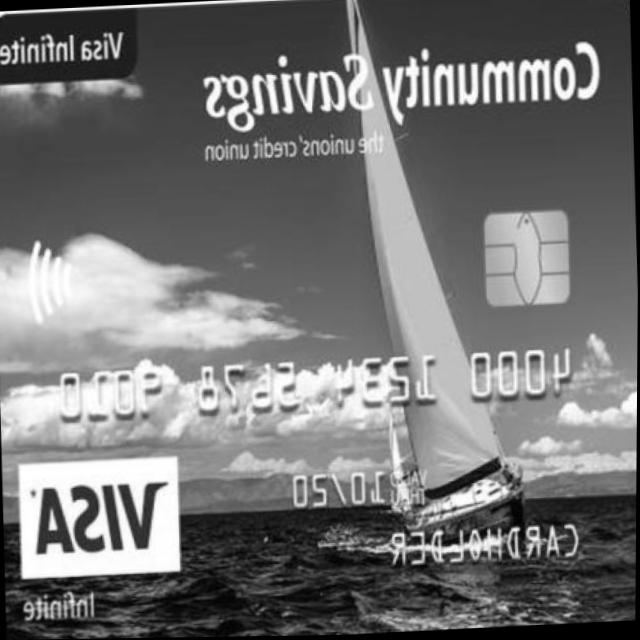 Visa Infinite
Community Savings
the unions' credit union
4000 1234 5678 9010
10/20
CARDHOLDER
VISA
Infinite